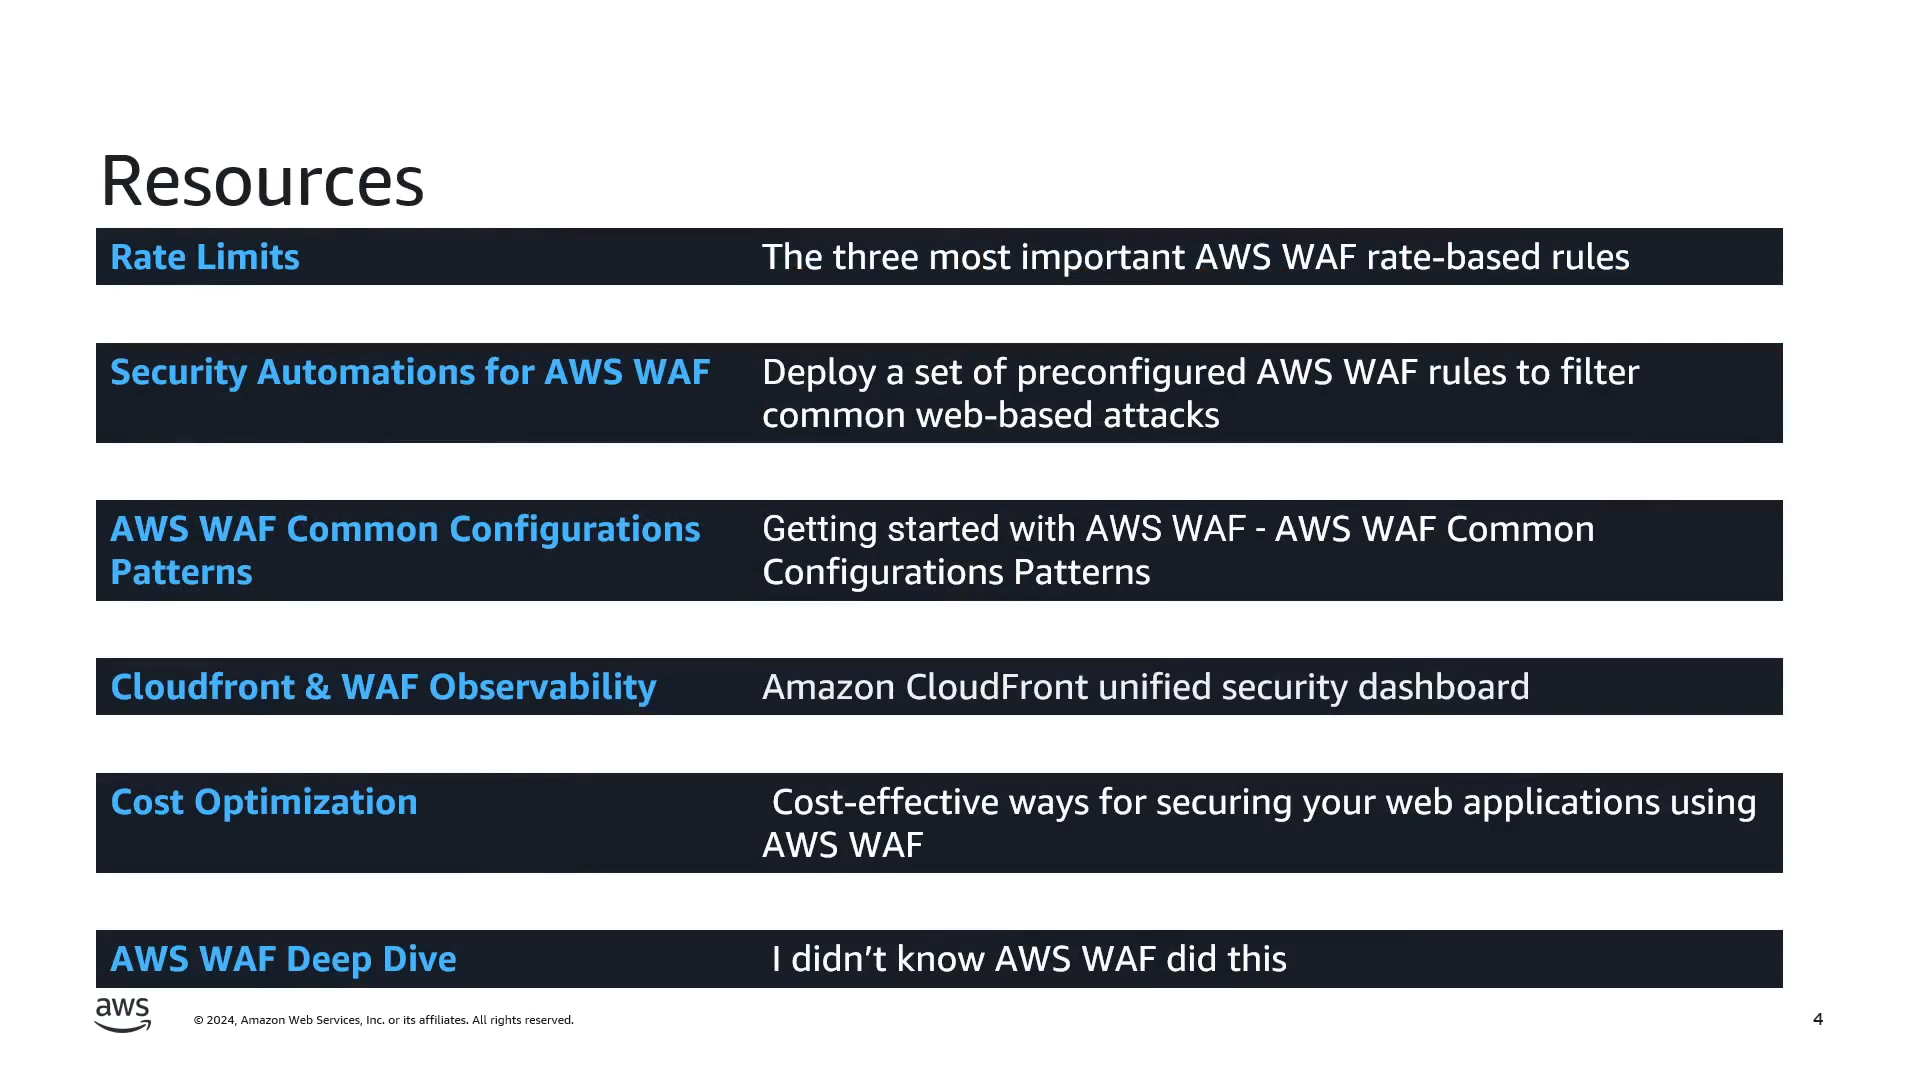 Resources
Rate Limits
The three most important AWS WAF rate-based rules
Security Automations for AWS WAF
Deploy a set of preconfigured AWS WAF rules to filter
common web-based attacks
AWS WAF Common Configurations
Patterns
Getting started with AWS WAF - AWS WAF Common
Configurations Patterns
Cloudfront & WAF Observability
Amazon CloudFront unified security dashboard
Cost Optimization
Cost-effective ways for securing your web applications using
AWS WAF
AWS WAF Deep Dive
I didn’t know AWS WAF did this
aws
© 2024, Amazon Web Services, Inc. or its affiliates. All rights reserved.
4